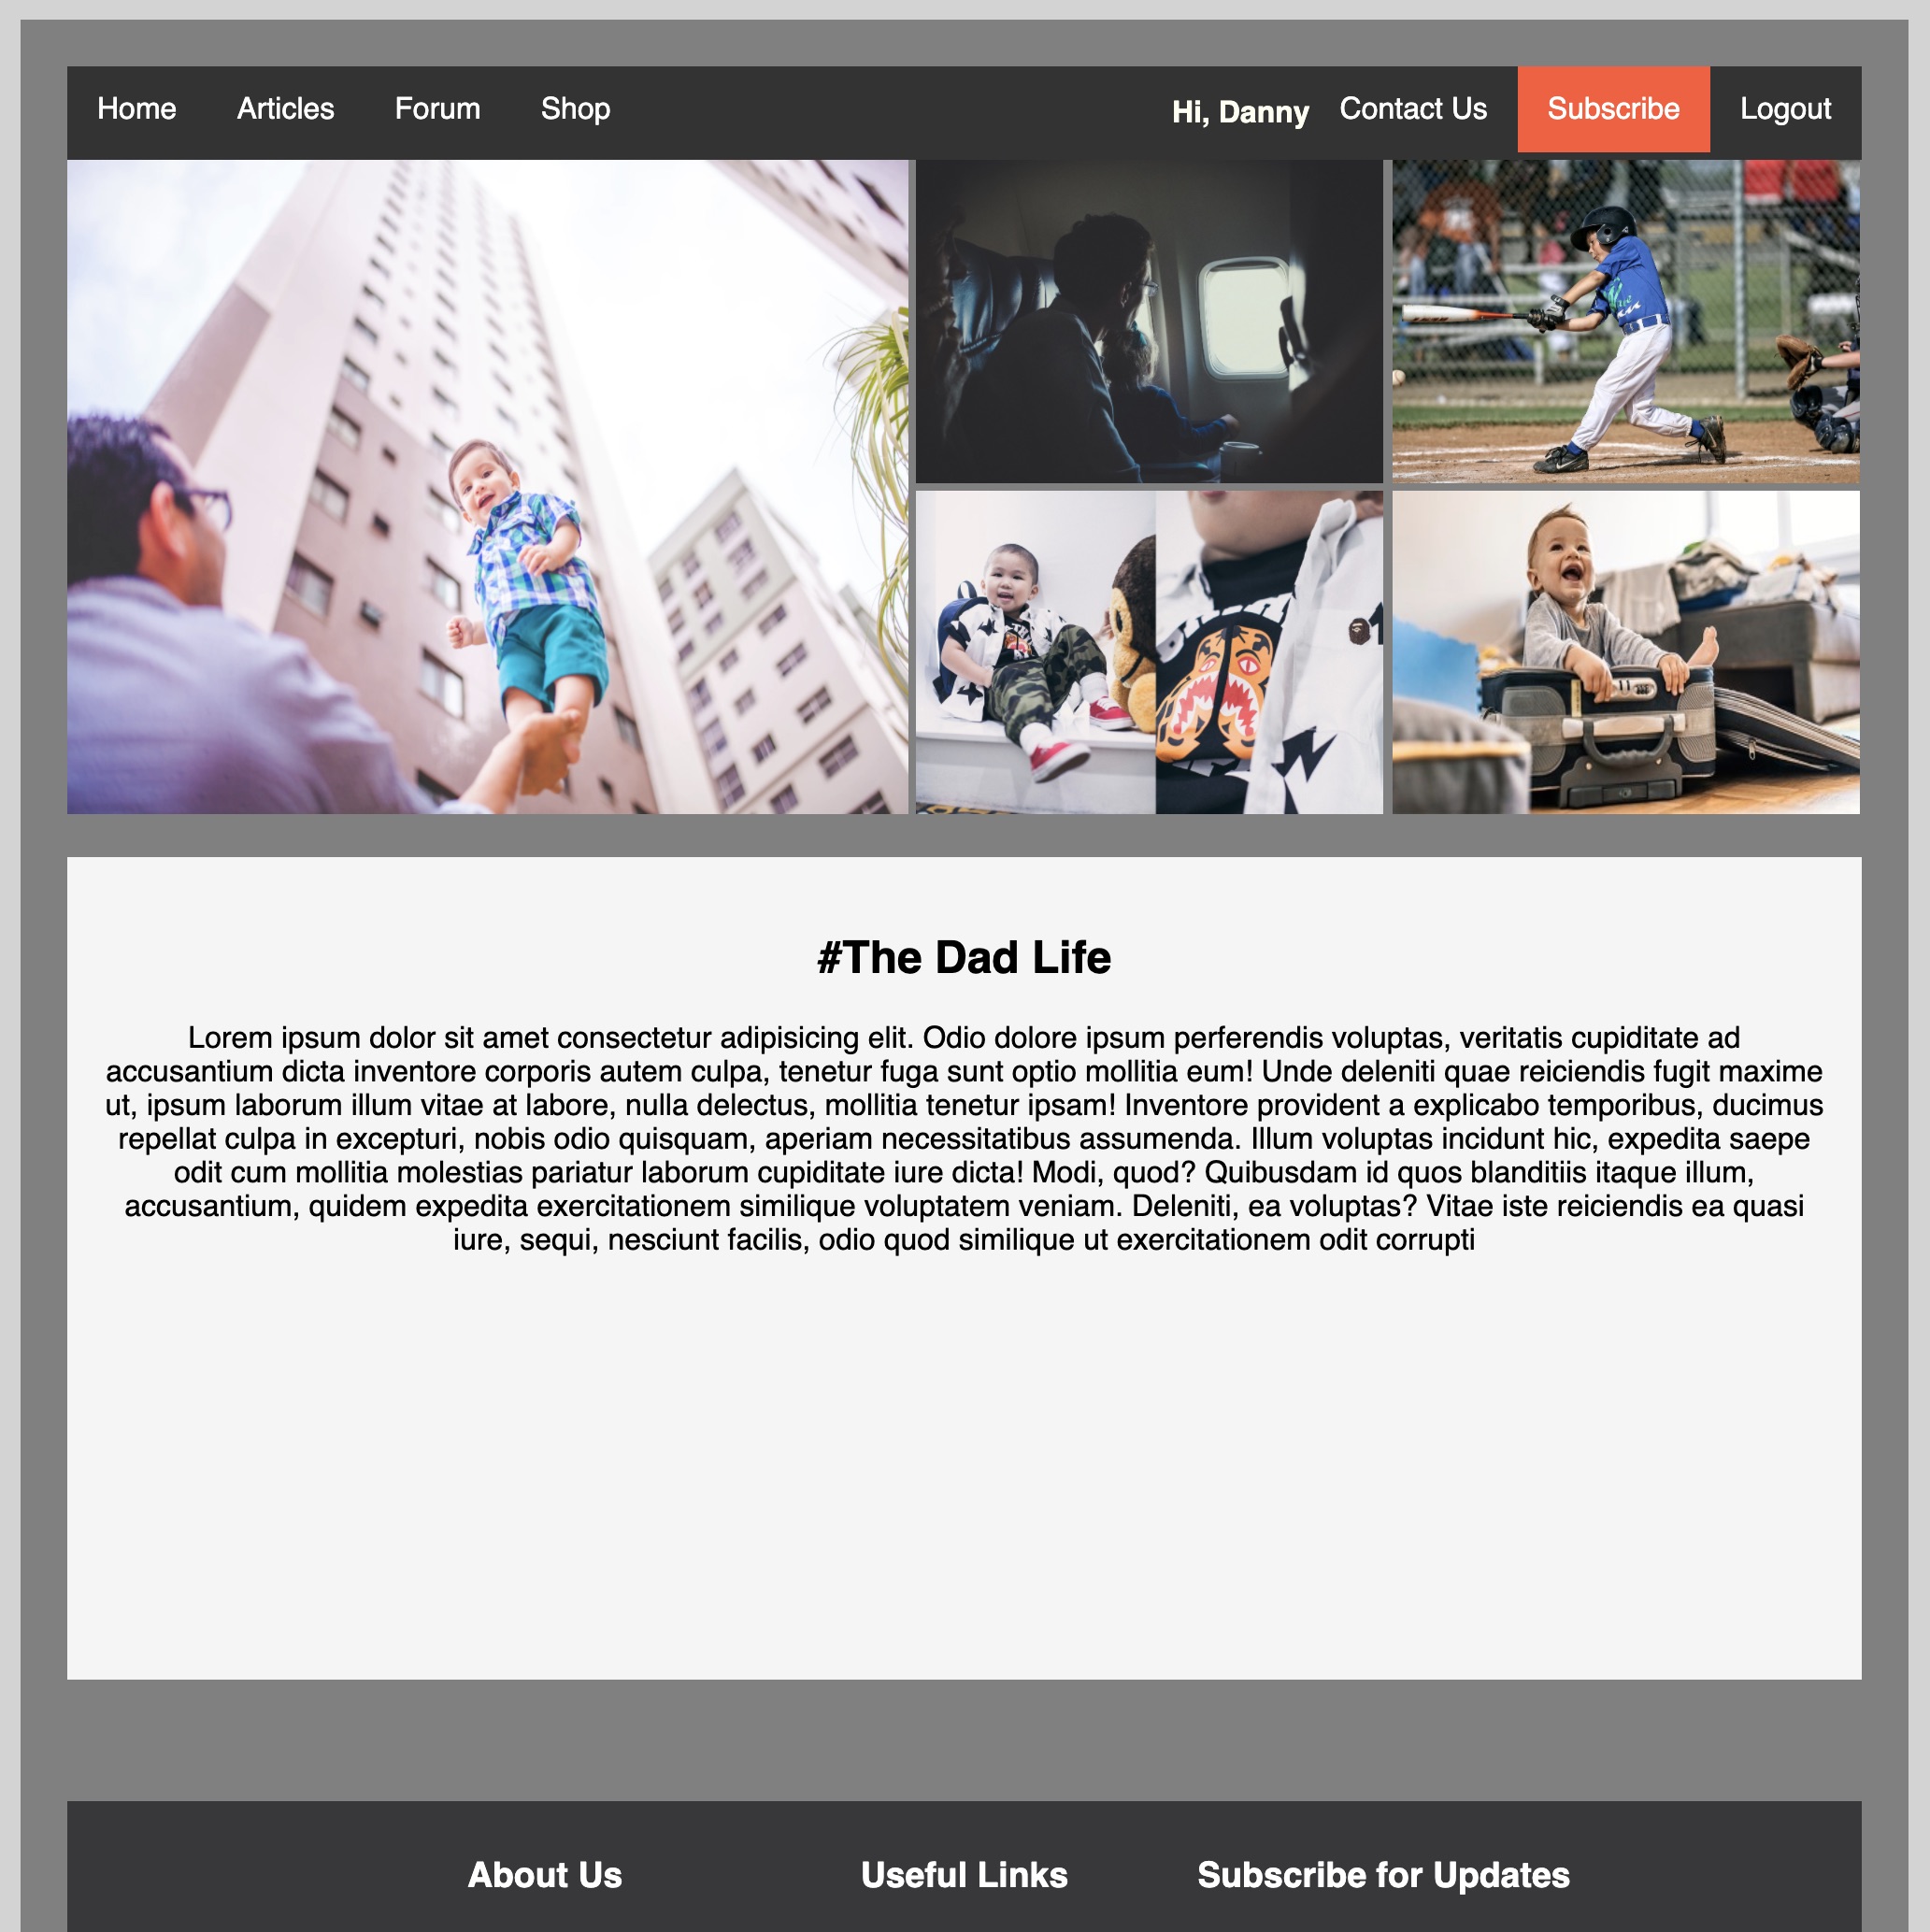 Home Articles Forum Shop Hi, Danny Contact Us Subscribe Logout
#The Dad Life
Lorem ipsum dolor sit amet consectetur adipisicing elit. Odio dolore ipsum perferendis voluptas, veritatis cupiditate ad
accusantium dicta inventore corporis autem culpa, tenetur fuga sunt optio mollitia eum! Unde deleniti quae reiciendis fugit maxime
ut, ipsum laborum illum vitae at labore, nulla delectus, mollitia tenetur ipsam! Inventore provident a explicabo temporibus, ducimus
repellat culpa in excepturi, nobis odio quisquam, aperiam necessitatibus assumenda. Illum voluptas incidunt hic, expedita saepe
odit cum mollitia molestias pariatur laborum cupiditate iure dicta! Modi, quod? Quibusdam id quos blanditiis itaque illum,
accusantium, quidem expedita exercitationem similique voluptatem veniam. Deleniti, ea voluptas? Vitae iste reiciendis ea quasi
iure, sequi, nesciunt facilis, odio quod similique ut exercitationem odit corrupti
About Us Useful Links Subscribe for Updates